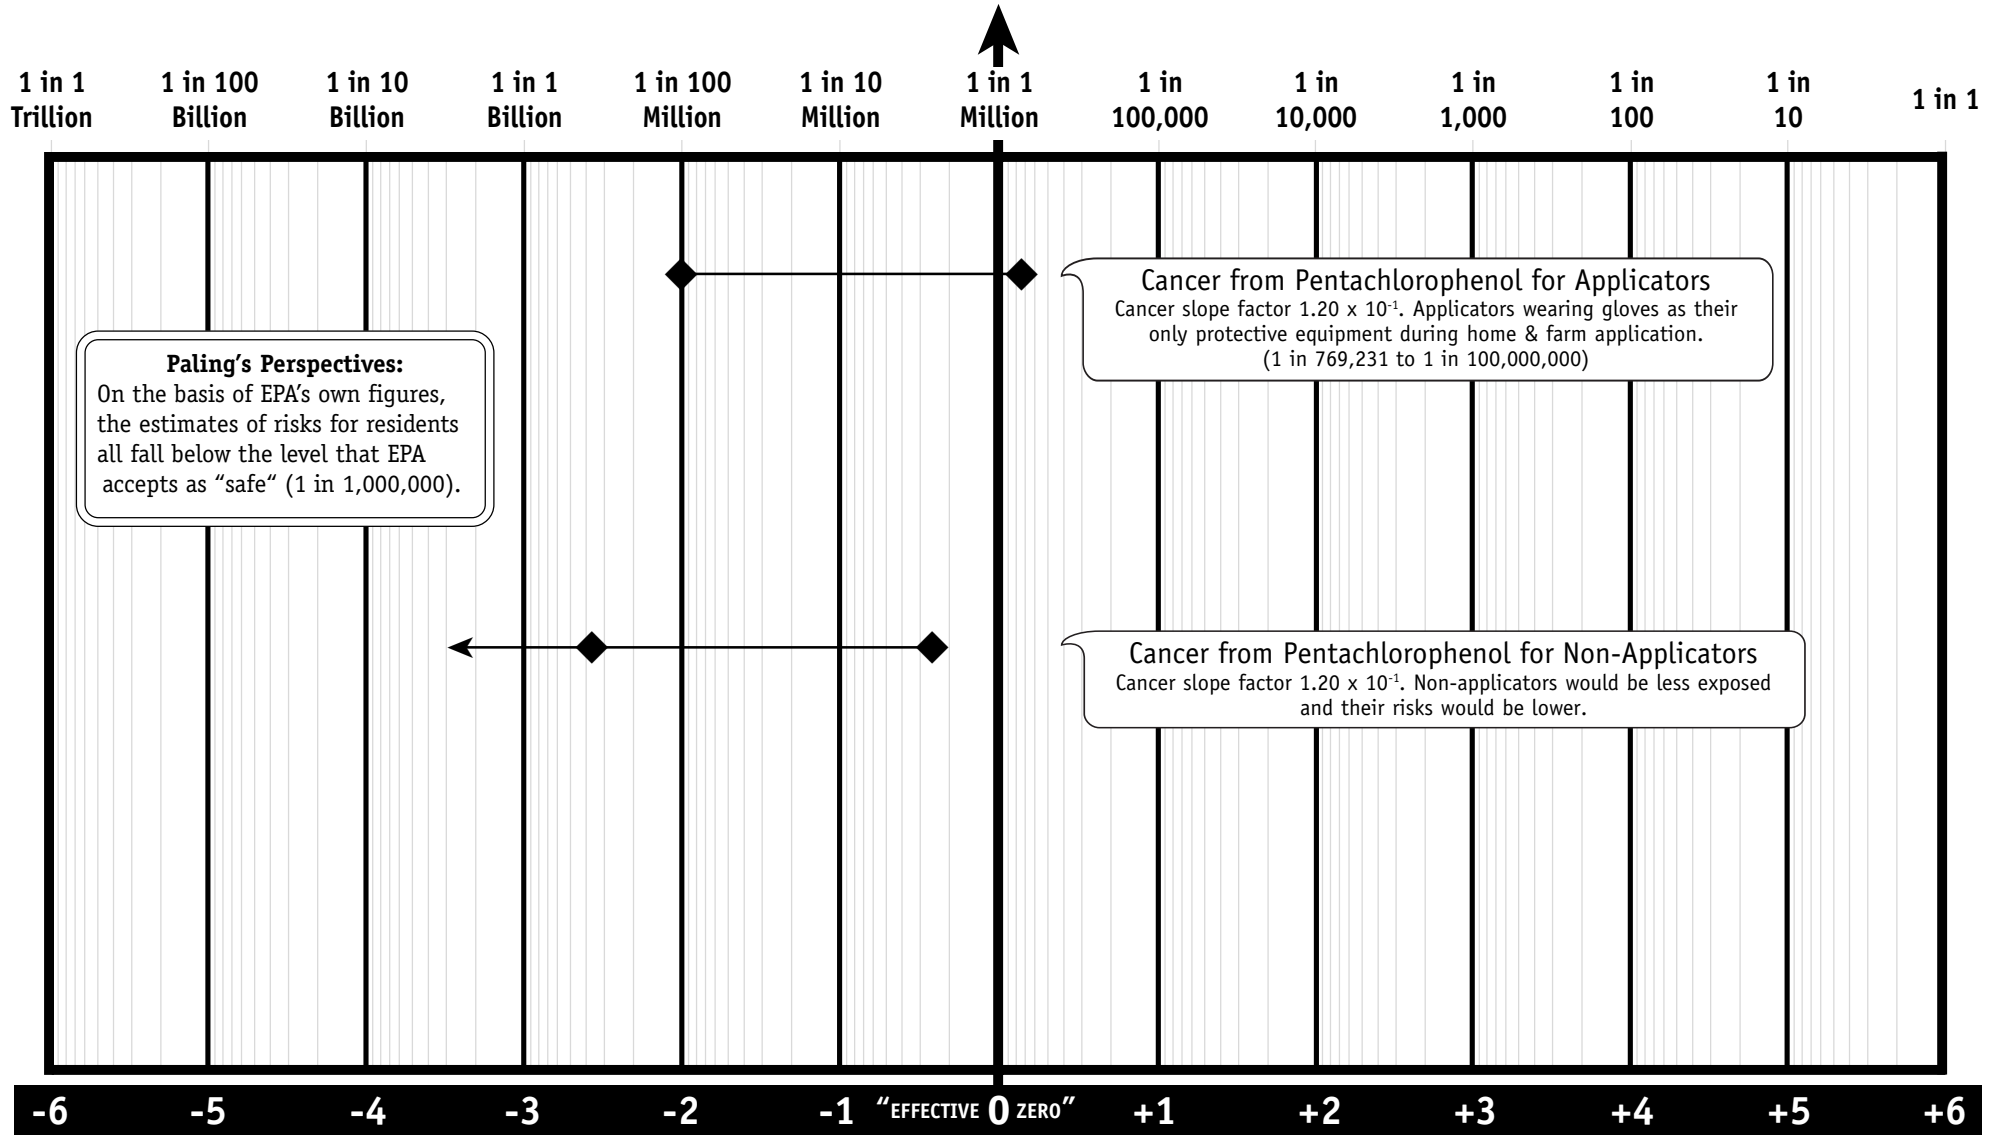 1 in 1 Trillion
1 in 100 Billion
1 in 10 Billion
1 in 1 Billion
1 in 100 Million
1 in 10 Million
1 in 1 Million
1 in 100,000
1 in 10,000
1 in 1,000
1 in 100
1 in 10
1 in 1
Cancer from Pentachlorophenol for Applicators
Cancer slope factor 1.20 x 10-1. Applicators wearing gloves as their
only protective equipment during home & farm application.
(1 in 769,231 to 1 in 100,000,000)
Paling’s Perspectives:
On the basis of EPA’s own figures,
the estimates of risks for residents
all fall below the level that EPA
accepts as “safe“ (1 in 1,000,000).
Cancer from Pentachlorophenol for Non-Applicators
Cancer slope factor 1.20 x 10-1. Non-applicators would be less exposed
and their risks would be lower.
-6 -5 -4 -3 -2 -1 “EFFECTIVE 0 ZERO” +1 +2 +3 +4 +5 +6